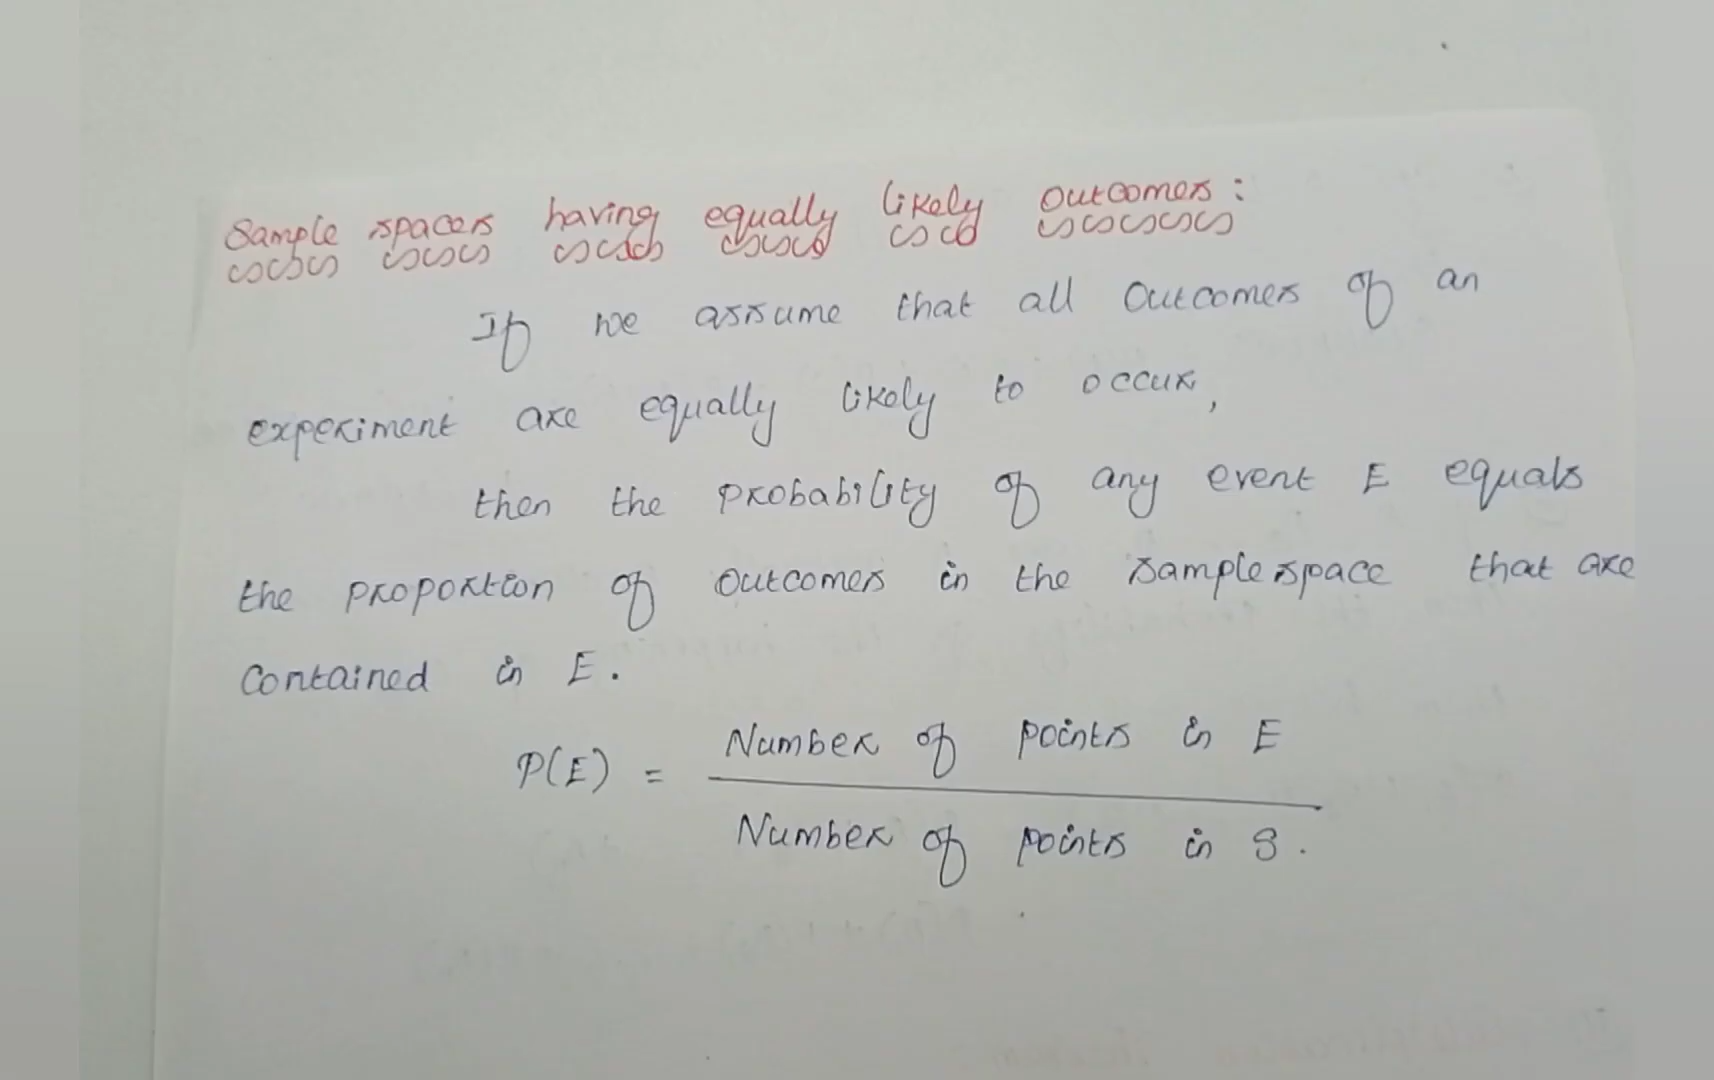 Sample spaces having equally likely outcomes :
If we assume that all outcomes of an
experiment are equally likely to occur,
then the probability of any event E equals
the proportion of outcomes in the sample space that are
contained in E.
P(E) = Number of points in E
Number of points in S.